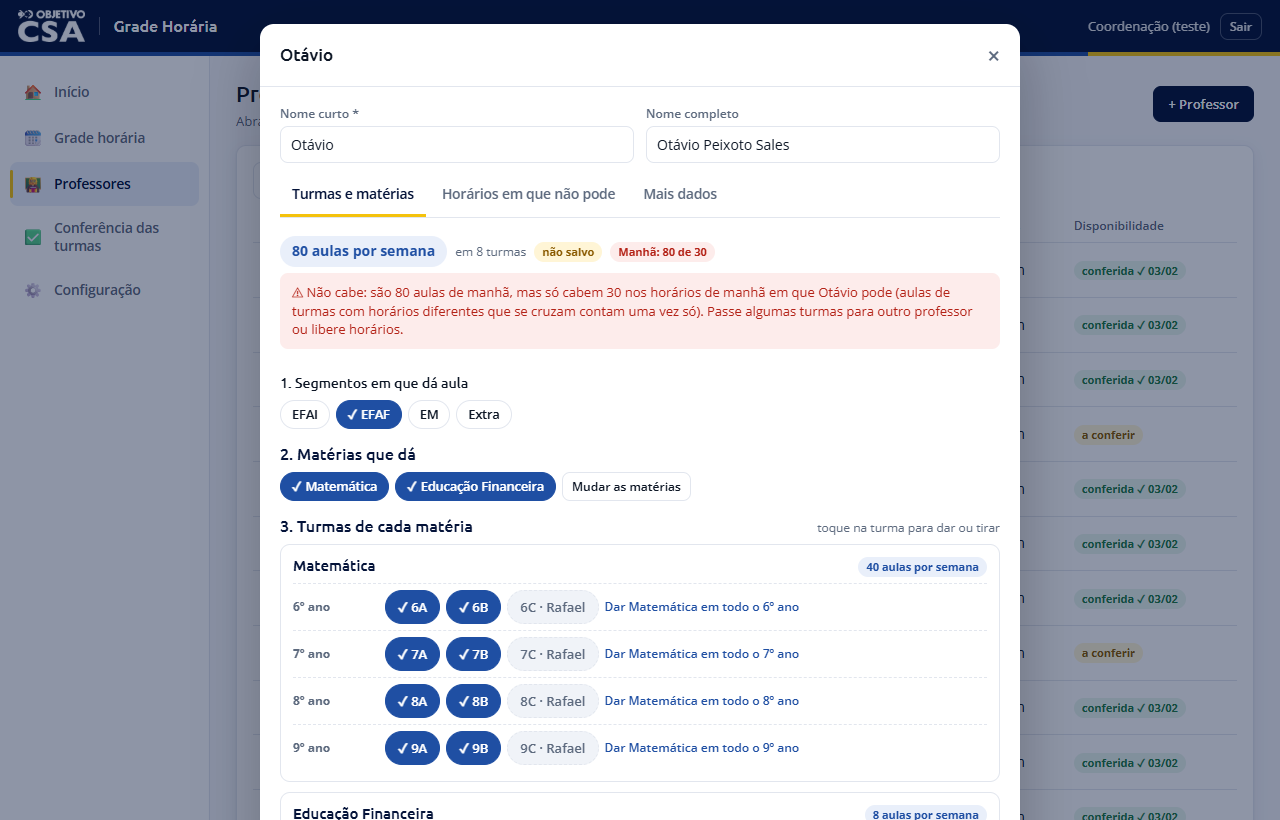 OBJETIVO
CSA
Grade Horária
Coordenação (teste)
Sair
Início
Grade horária
Professores
Conferência das
turmas
Configuração
+ Professor
Disponibilidade
conferida ✓ 03/02
conferida ✓ 03/02
conferida ✓ 03/02
a conferir
conferida ✓ 03/02
conferida ✓ 03/02
conferida ✓ 03/02
a conferir
conferida ✓ 03/02
conferida ✓ 03/02
conferida ✓ 03/02
Otávio
×
Nome curto *
Nome completo
Otávio
Otávio Peixoto Sales
Turmas e matérias
Horários em que não pode
Mais dados
80 aulas por semana
em 8 turmas
não salvo
Manhã: 80 de 30
⚠ Não cabe: são 80 aulas de manhã, mas só cabem 30 nos horários de manhã em que Otávio pode (aulas de
turmas com horários diferentes que se cruzam contam uma vez só). Passe algumas turmas para outro professor
ou libere horários.
1. Segmentos em que dá aula
EFAI
✓ EFAF
EM
Extra
2. Matérias que dá
✓ Matemática
✓ Educação Financeira
Mudar as matérias
3. Turmas de cada matéria
toque na turma para dar ou tirar
Matemática
40 aulas por semana
6º ano
✓ 6A
✓ 6B
6C · Rafael
Dar Matemática em todo o 6º ano
7º ano
✓ 7A
✓ 7B
7C · Rafael
Dar Matemática em todo o 7º ano
8º ano
✓ 8A
✓ 8B
8C · Rafael
Dar Matemática em todo o 8º ano
9º ano
✓ 9A
✓ 9B
9C · Rafael
Dar Matemática em todo o 9º ano
Educação Financeira
8 aulas por semana